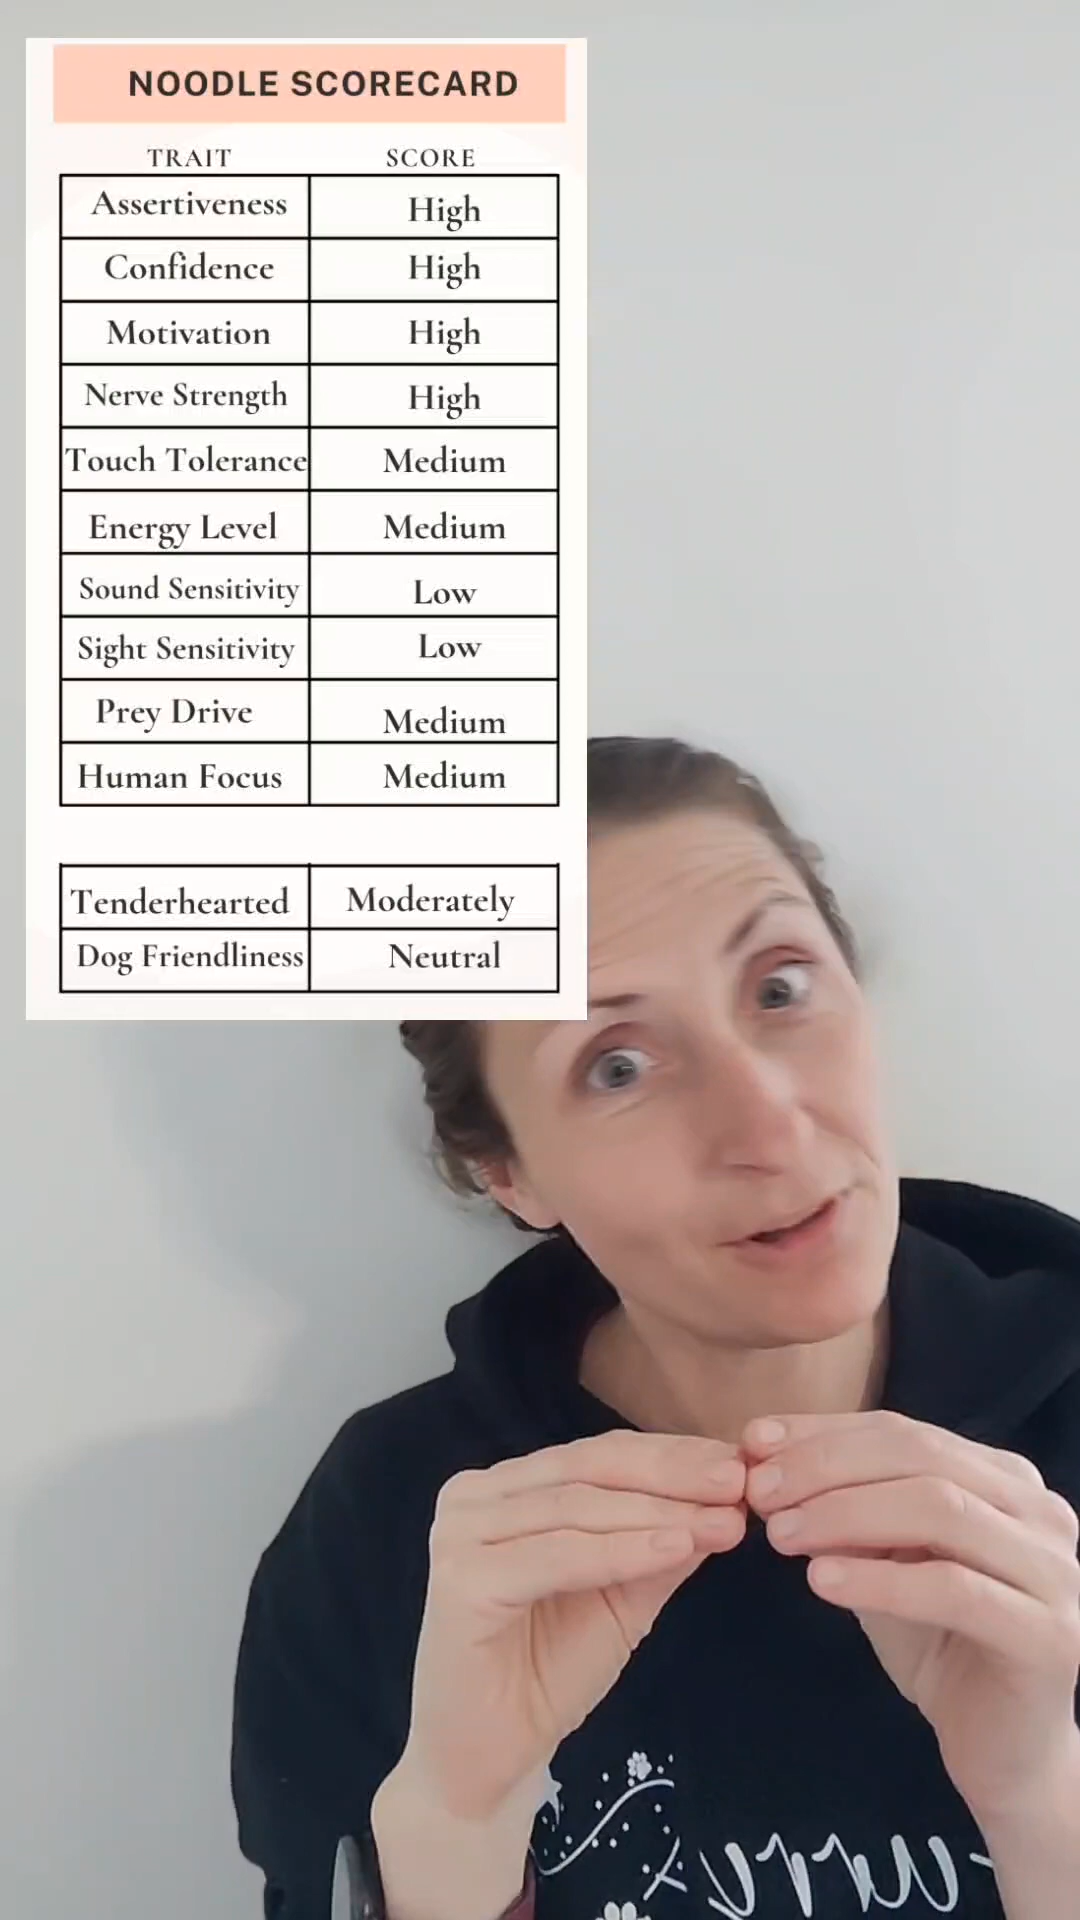 NOODLE SCORECARD
TRAIT SCORE
Assertiveness High
Confidence High
Motivation High
Nerve Strength High
Touch Tolerance Medium
Energy Level Medium
Sound Sensitivity Low
Sight Sensitivity Low
Prey Drive Medium
Human Focus Medium
Tenderhearted Moderately
Dog Friendliness Neutral